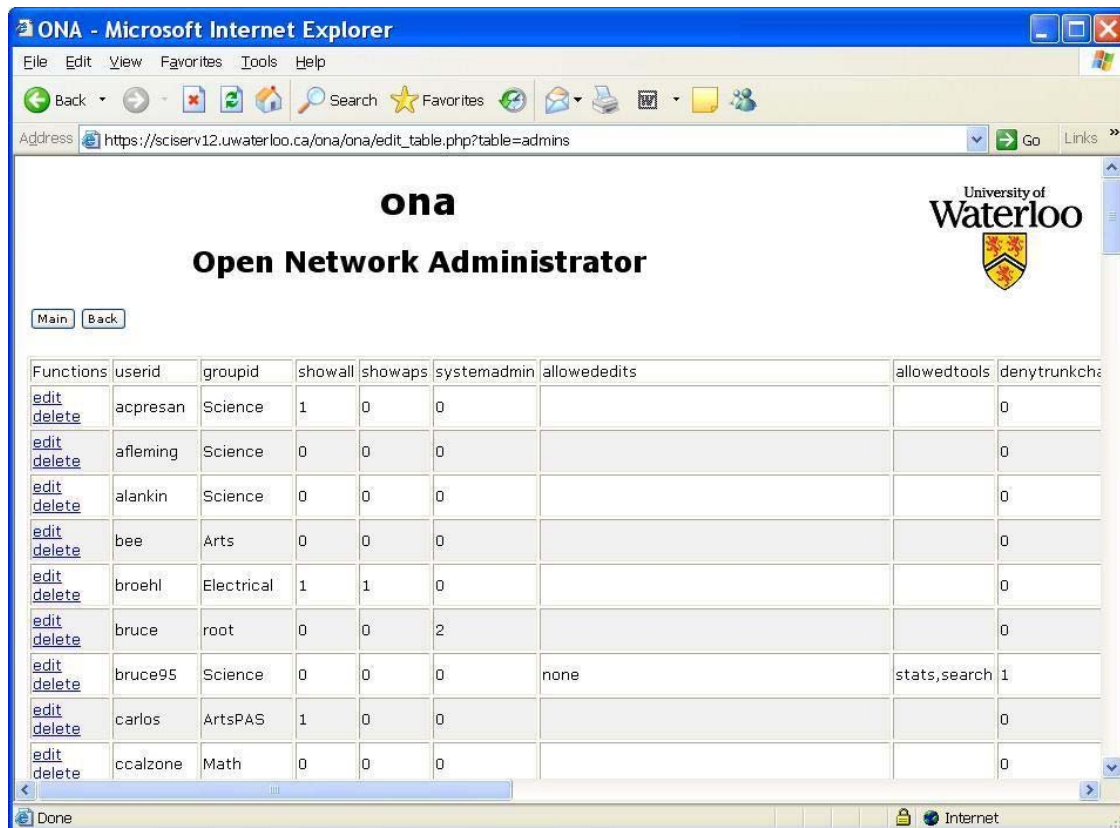 ONA - Microsoft Internet Explorer
File Edit View Favorites Tools Help
Back Search Favorites
Address https://sciserv12.uwaterloo.ca/ona/ona/edit_table.php?table=admins Go Links »
ona
Open Network Administrator
University of
Waterloo
Main Back
Functions userid groupid showall showaps systemadmin allowededits allowedtools denytrunkcha
edit
delete acpresan Science 1 0 0 0
edit
delete afleming Science 0 0 0 0
edit
delete alankin Science 0 0 0 0
edit
delete bee Arts 0 0 0 0
edit
delete broehl Electrical 1 1 0 0
edit
delete bruce root 0 0 2 0
edit
delete bruce95 Science 0 0 0 none stats,search 1
edit
delete carlos ArtsPAS 1 0 0 0
edit
delete ccalzone Math 0 0 0 0
Done Internet